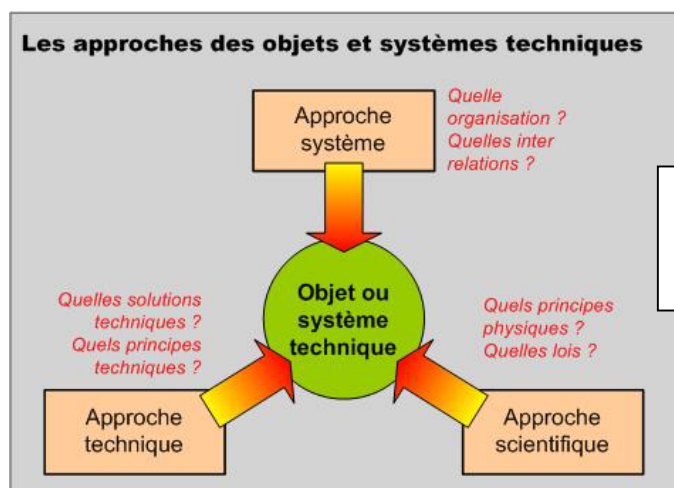 Les approches des objets et systèmes techniques
Approche
système
Quelle
organisation ?
Quelles inter
relations ?
Quelles solutions
techniques ?
Quels principes
techniques ?
Objet ou
système
technique
Quels principes
physiques ?
Quelles lois ?
Approche
technique
Approche
scientifique